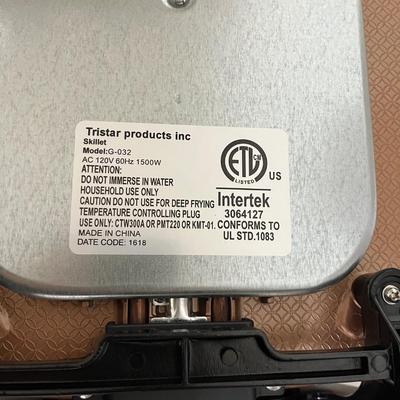 Tristar products inc
Skillet
Model:G-032
AC 120V 60Hz 1500W
ATTENTION:
DO NOT IMMERSE IN WATER
HOUSEHOLD USE ONLY
CAUTION DO NOT USE FOR DEEP FRYING
TEMPERATURE CONTROLLING PLUG
USE ONLY: CTW300A OR PMT220 OR KMT-01.
MADE IN CHINA
DATE CODE: 1618
ETL CM
LISTED
US
Intertek
3064127
CONFORMS TO
UL STD.1083